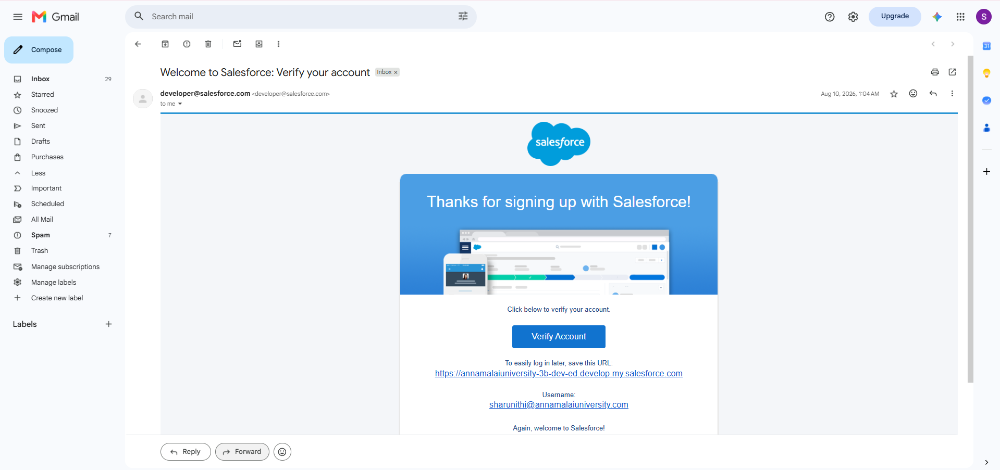 Gmail
Search mail
Upgrade
S
Compose
Inbox 29
Starred
Snoozed
Sent
Drafts
Purchases
Less
Important
Scheduled
All Mail
Spam 7
Trash
Manage subscriptions
Manage labels
Create new label
Labels
Welcome to Salesforce: Verify your account Inbox x
developer@salesforce.com <developer@salesforce.com>
Aug 10, 2026, 1:04 AM
to me
salesforce
Thanks for signing up with Salesforce!
Click below to verify your account.
Verify Account
To easily log in later, save this URL:
https://annamalaiuniversity-3b-dev-ed.develop.my.salesforce.com
Username:
sharunithi@annamalaiuniversity.com
Again, welcome to Salesforce!
Reply
Forward
31